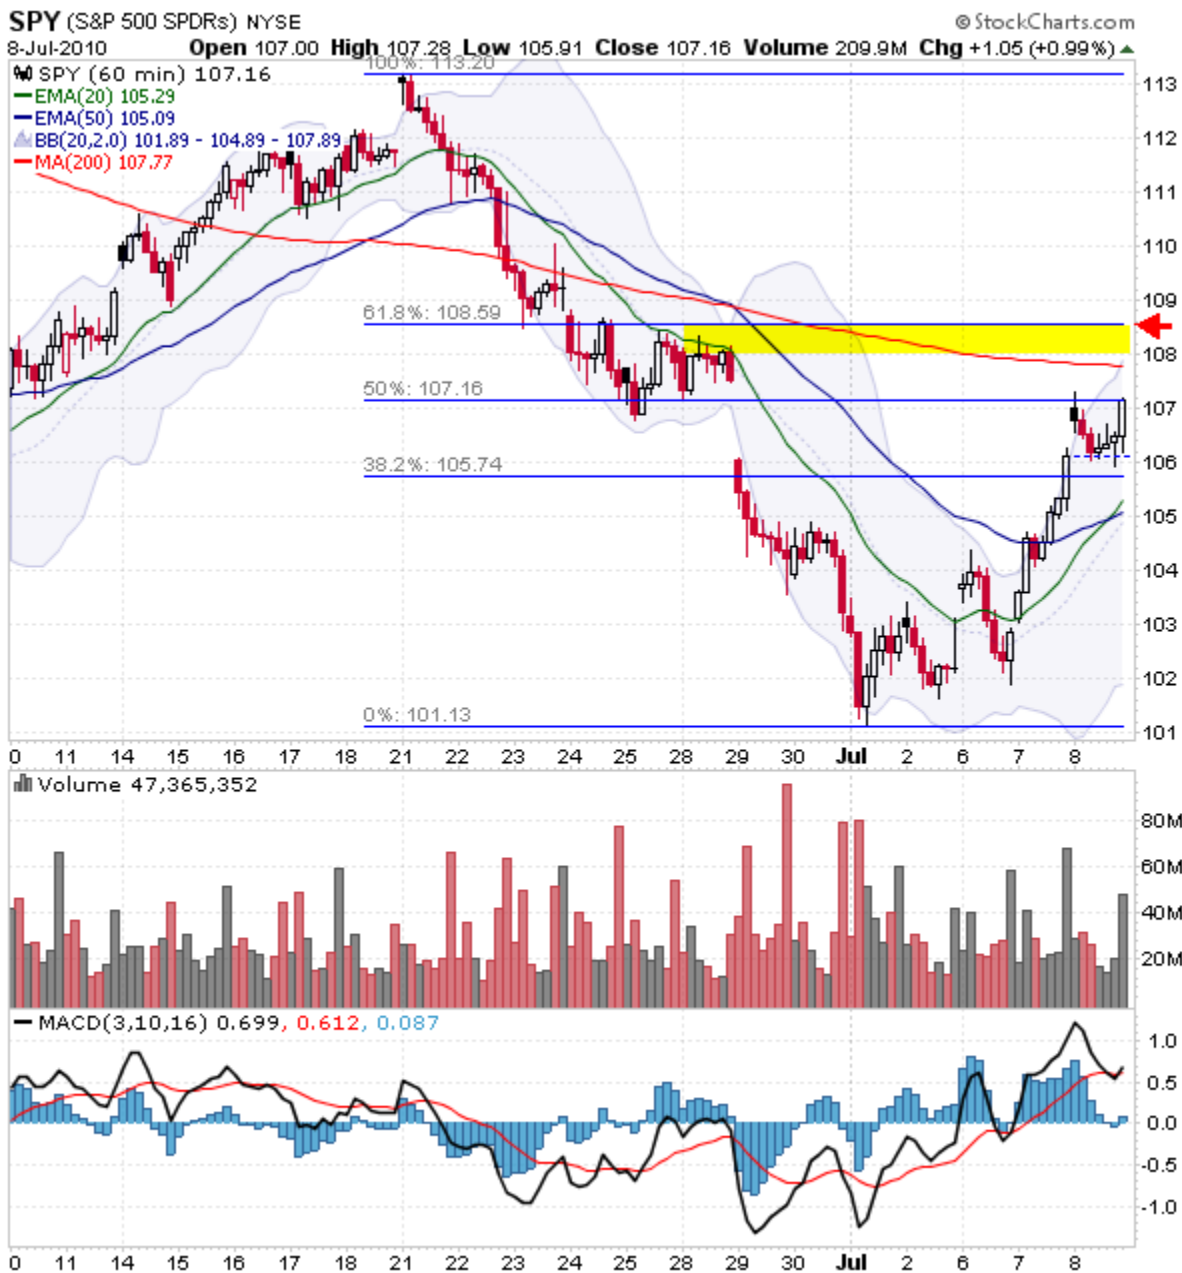 SPY (S&P 500 SPDRs) NYSE
© StockCharts.com
8-Jul-2010
Open 107.00 High 107.28 Low 105.91 Close 107.16 Volume 209.9M Chg +1.05 (+0.99%)
SPY (60 min) 107.16
EMA(20) 105.29
EMA(50) 105.09
BB(20,2.0) 101.89 - 104.89 - 107.89
MA(200) 107.77
100%: 113.20
61.8%: 108.59
50%: 107.16
38.2%: 105.74
0%: 101.13
113
112
111
110
109
108
107
106
105
104
103
102
101
0 11 14 15 16 17 18 21 22 23 24 25 28 29 30 Jul 2 6 7 8
Volume 47,365,352
80M
60M
40M
20M
MACD(3,10,16) 0.699, 0.612, 0.087
1.0
0.5
0.0
-0.5
-1.0
0 11 14 15 16 17 18 21 22 23 24 25 28 29 30 Jul 2 6 7 8